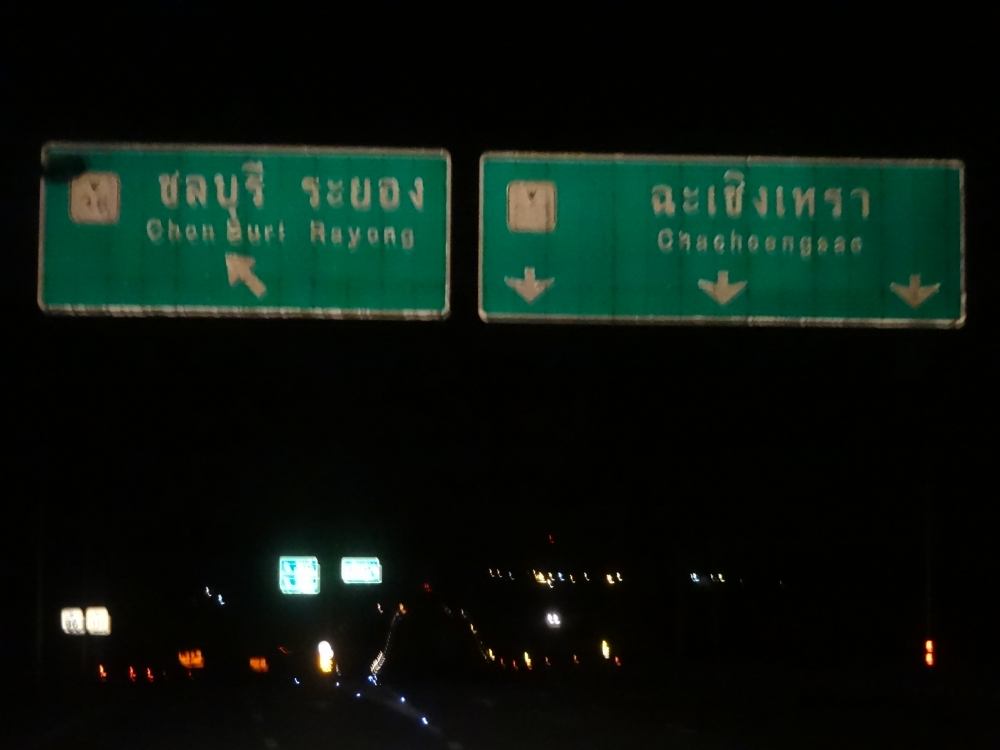 ชลบุรี ระยอง
Chon Buri Rayong
ฉะเชิงเทรา
Chachoengsao